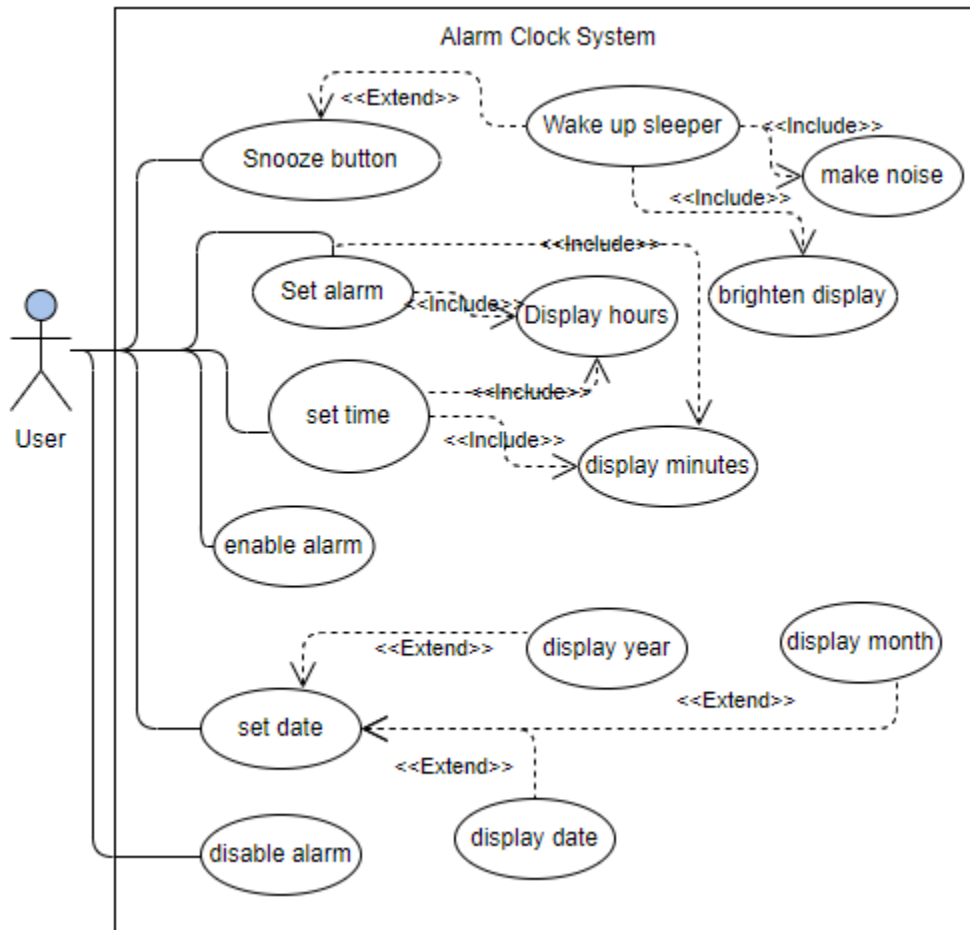 Alarm Clock System
<<Extend>>
Wake up sleeper
<<Include>>
Snooze button
make noise
<<Include>>
<<Include>>
Set alarm
<<Include>>
Display hours
brighten display
set time
<<Include>>
<<Include>>
User
display minutes
enable alarm
<<Extend>>
display year
display month
<<Extend>>
set date
<<Extend>>
display date
disable alarm